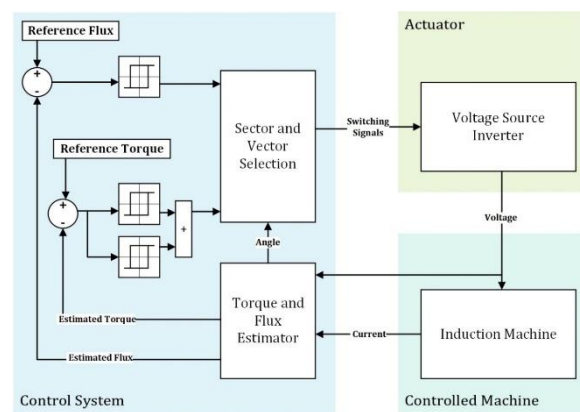 Reference Flux
Actuator
+
-
Sector and
Vector
Selection
Switching
Signals
Voltage Source
Inverter
Reference Torque
+
-
+
Voltage
Angle
Torque and
Flux
Estimator
Estimated Torque
Current
Induction Machine
Estimated Flux
Control System
Controlled Machine